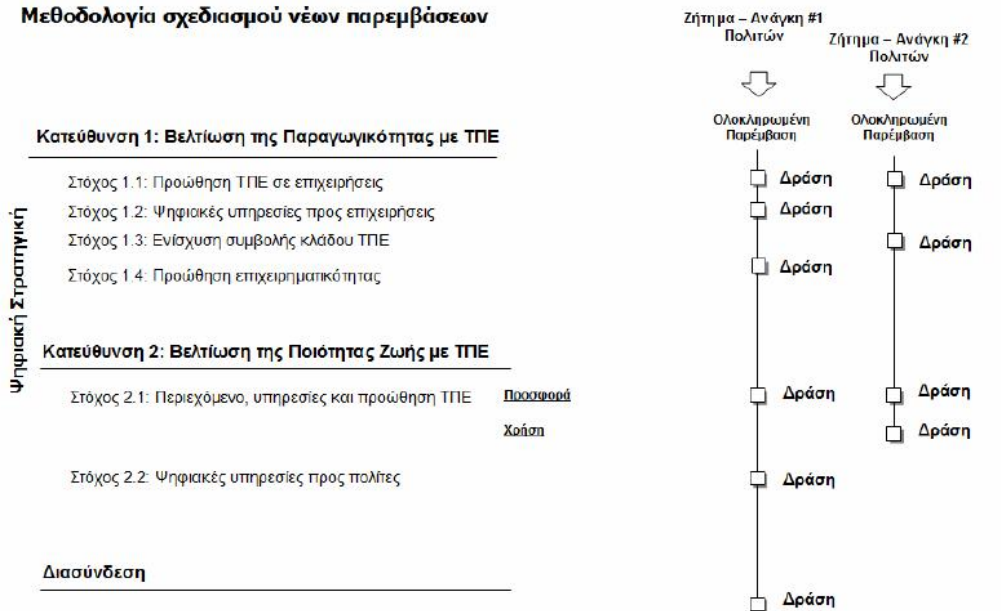 Μεθοδολογία σχεδιασμού νέων παρεμβάσεων
Ζήτημα – Ανάγκη #1
Πολιτών
Ζήτημα – Ανάγκη #2
Πολιτών
Ολοκληρωμένη
Παρέμβαση
Ολοκληρωμένη
Παρέμβαση
Ψηφιακή Στρατηγική
Κατεύθυνση 1: Βελτίωση της Παραγωγικότητας με ΤΠΕ
Στόχος 1.1: Προώθηση ΤΠΕ σε επιχειρήσεις
Δράση
Δράση
Στόχος 1.2: Ψηφιακές υπηρεσίες προς επιχειρήσεις
Δράση
Στόχος 1.3: Ενίσχυση συμβολής κλάδου ΤΠΕ
Δράση
Στόχος 1.4: Προώθηση επιχειρηματικότητας
Δράση
Κατεύθυνση 2: Βελτίωση της Ποιότητας Ζωής με ΤΠΕ
Στόχος 2.1: Περιεχόμενο, υπηρεσίες και προώθηση ΤΠΕ
Προσφορά
Δράση
Δράση
Χρήση
Δράση
Στόχος 2.2: Ψηφιακές υπηρεσίες προς πολίτες
Δράση
Διασύνδεση
Δράση